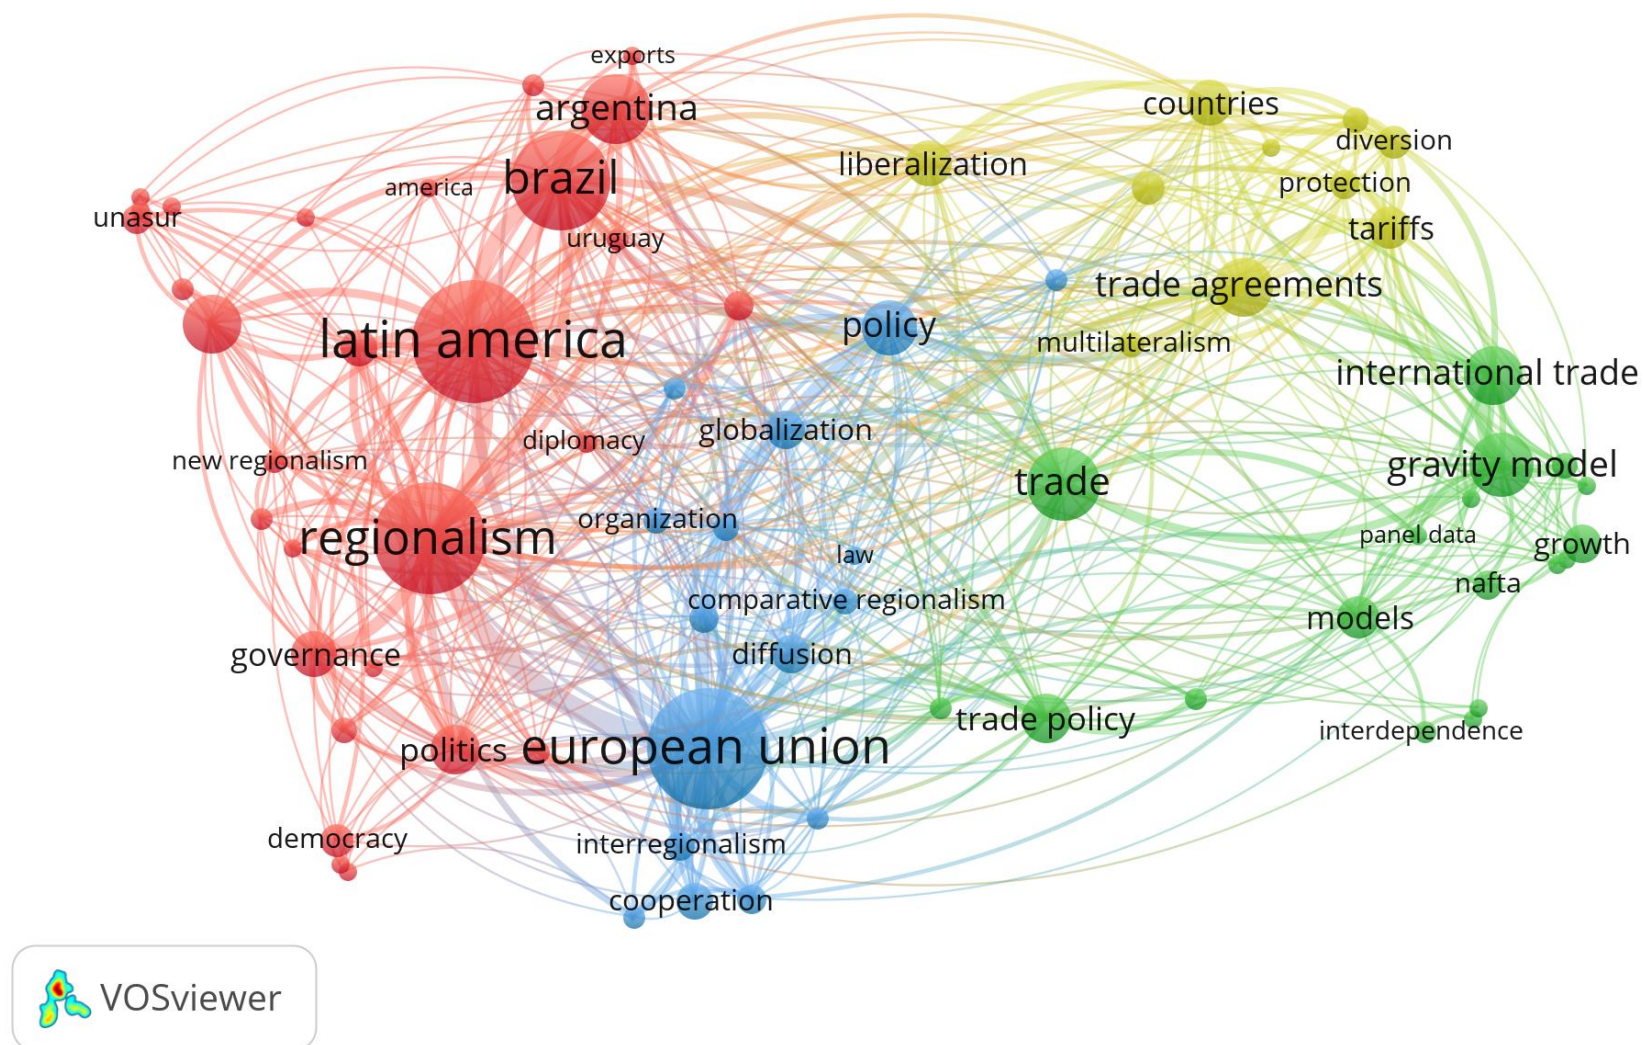 exports
argentina
countries
diversion
liberalization
brazil
america
protection
unasur
tariffs
uruguay
trade agreements
policy
latin america
multilateralism
international trade
globalization
diplomacy
new regionalism
gravity model
trade
organization
regionalism
panel data
growth
law
nafta
comparative regionalism
models
diffusion
governance
trade policy
interdependence
politics
european union
democracy
interregionalism
cooperation
VOSviewer